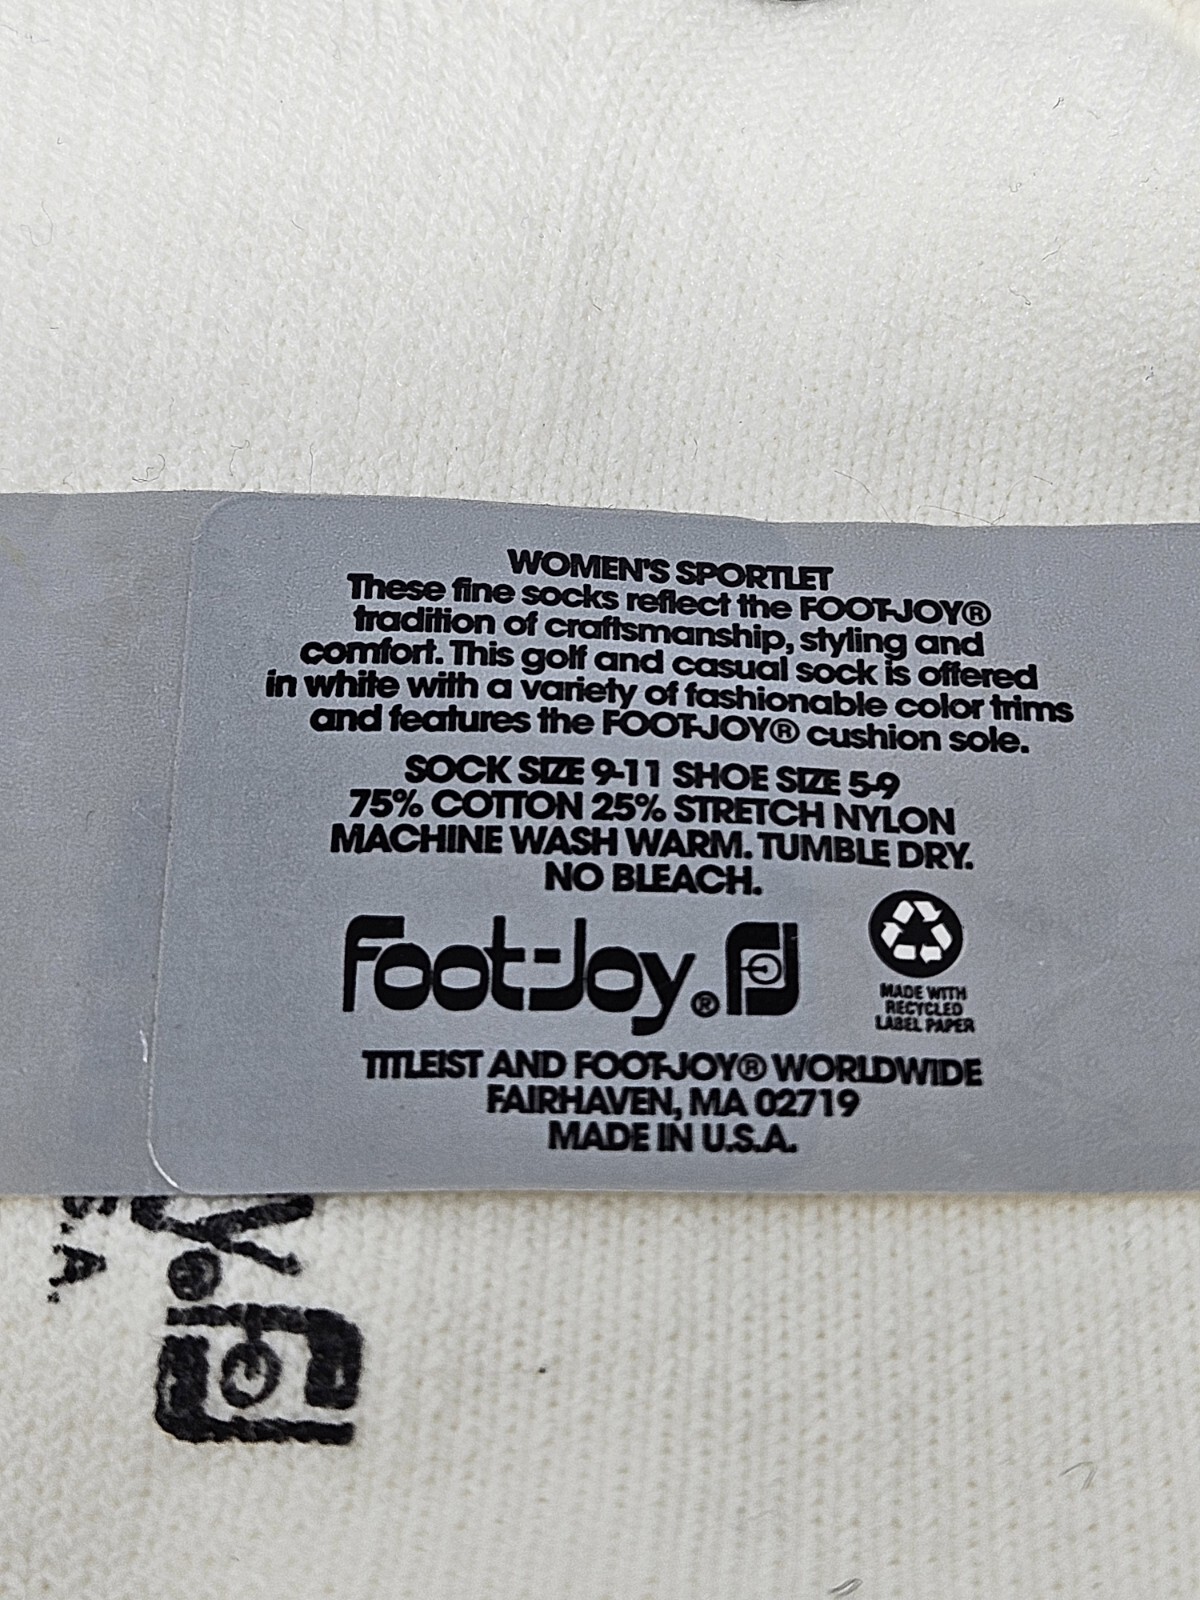 WOMEN'S SPORTLET
These fine socks reflect the FOOT-JOY®
tradition of craftsmanship, styling and
comfort. This golf and casual sock is offered
in white with a variety of fashionable color trims
and features the FOOT-JOY® cushion sole.
SOCK SIZE 9-11 SHOE SIZE 5-9
75% COTTON 25% STRETCH NYLON
MACHINE WASH WARM. TUMBLE DRY.
NO BLEACH.
Foot-Joy® FJ
MADE WITH
RECYCLED
LABEL PAPER
TITLEIST AND FOOT-JOY® WORLDWIDE
FAIRHAVEN, MA 02719
MADE IN U.S.A.
y® FJ
S.A.